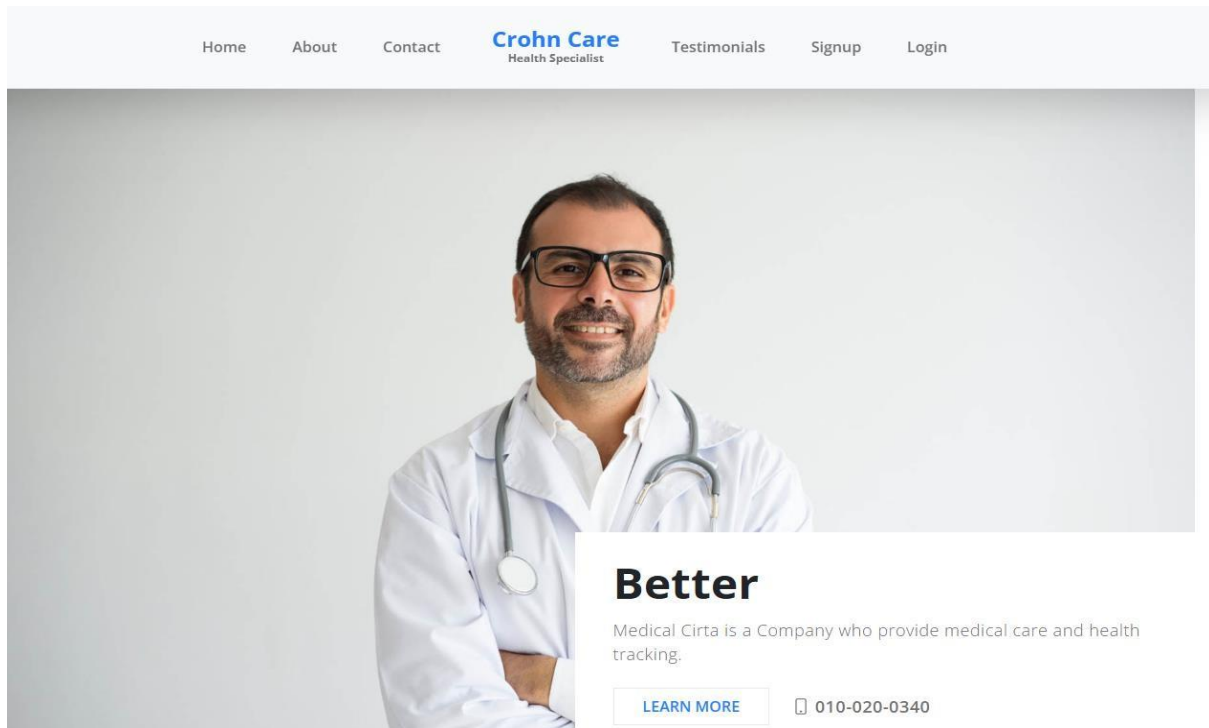 Home About Contact Crohn Care Testimonials Signup Login
Health Specialist
Better
Medical Cirta is a Company who provide medical care and health
tracking.
LEARN MORE 010-020-0340